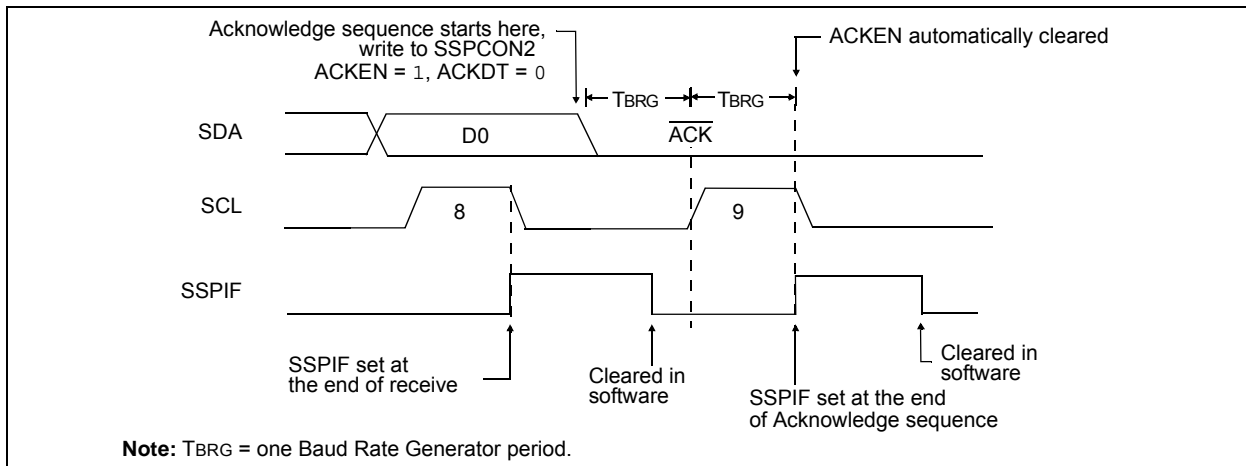 Acknowledge sequence starts here,
write to SSPCON2
ACKEN = 1, ACKDT = 0
ACKEN automatically cleared
TBRG
TBRG
SDA
D0
ACK
SCL
8
9
SSPIF
SSPIF set at
the end of receive
Cleared in
software
SSPIF set at the end
of Acknowledge sequence
Cleared in
software
Note: TBRG = one Baud Rate Generator period.